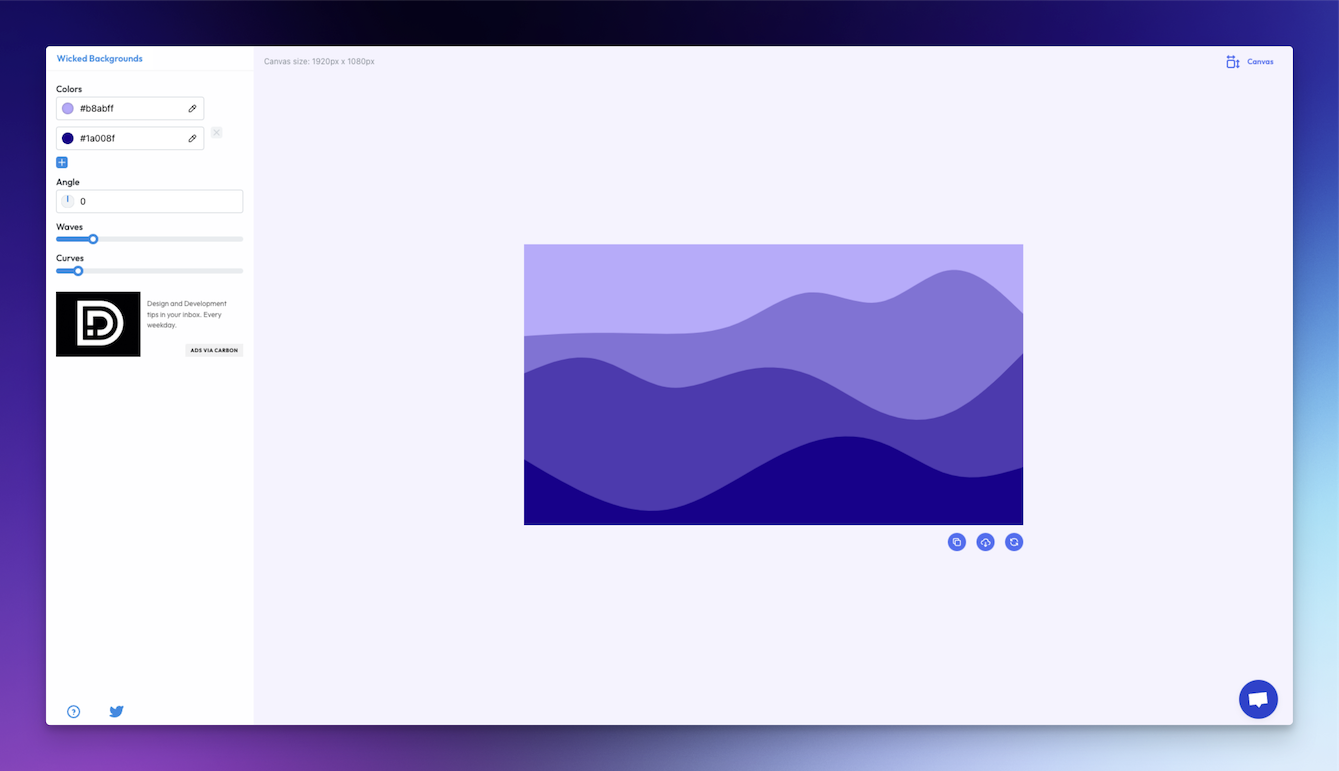 Wicked Backgrounds
Canvas size: 1920px x 1080px
Canvas
Colors
#b8abff
#1a008f
Angle
0
Waves
Curves
Design and Development
tips in your inbox. Every
weekday.
ADS VIA CARBON